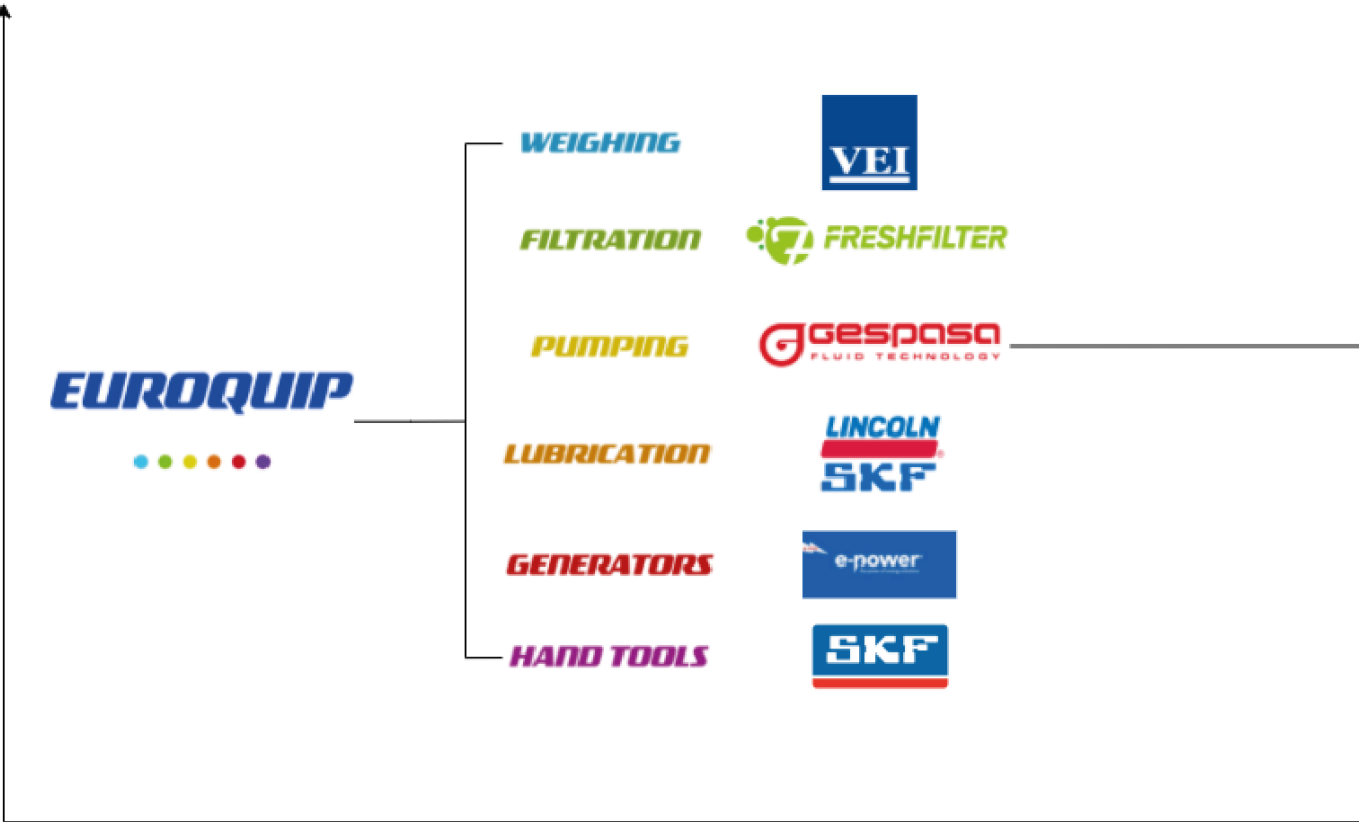 WEIGHING
VEI
FILTRATION
FRESHFILTER
PUMPING
Gespasa
FLUID TECHNOLOGY
EUROQUIP
LUBRICATION
LINCOLN
SKF
GENERATORS
e-power
HAND TOOLS
SKF